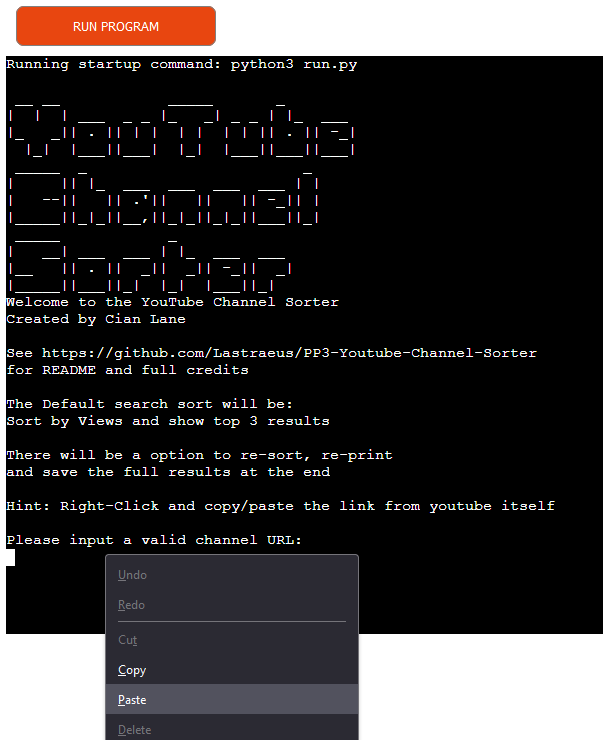 RUN PROGRAM
Running startup command: python3 run.py
YouTube
Channel
Sorter
Welcome to the YouTube Channel Sorter
Created by Cian Lane
See https://github.com/Lastraeus/PP3-Youtube-Channel-Sorter
for README and full credits
The Default search sort will be:
Sort by Views and show top 3 results
There will be a option to re-sort, re-print
and save the full results at the end
Hint: Right-Click and copy/paste the link from youtube itself
Please input a valid channel URL:
Undo
Redo
Cut
Copy
Paste
Delete